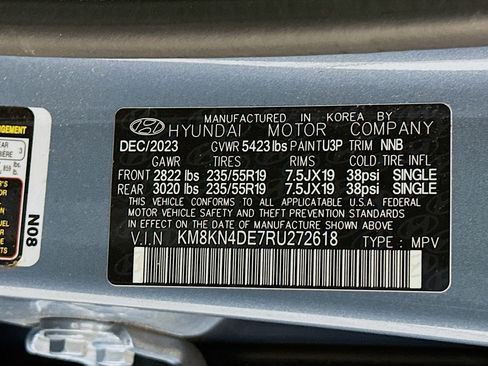 MANUFACTURED IN KOREA BY
HYUNDAI MOTOR COMPANY
DEC/2023 GVWR 5423 lbs PAINT U3P TRIM NNB
GAWR TIRES RIMS COLD TIRE INFL
FRONT 2822 lbs 235/55R19 7.5JX19 38psi SINGLE
REAR 3020 lbs 235/55R19 7.5JX19 38psi SINGLE
THIS VEHICLE CONFORMS TO ALL APPLICABLE U.S.A. FEDERAL
MOTOR VEHICLE SAFETY BUMPER, AND THEFT PREVENTION STANDARDS
IN EFFECT ON THE DATE OF MANUFACTURE SHOWN ABOVE.
V.I.N KM8KN4DE7RU272618 TYPE : MPV
N08
3
lbs.